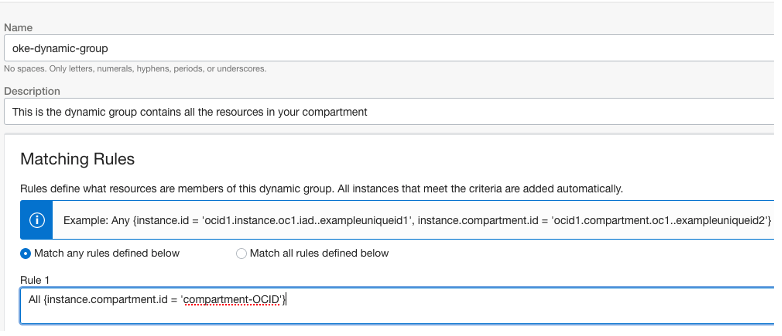 Name
oke-dynamic-group
No spaces. Only letters, numerals, hyphens, periods, or underscores.
Description
This is the dynamic group contains all the resources in your compartment
Matching Rules
Rules define what resources are members of this dynamic group. All instances that meet the criteria are added automatically.
Example: Any {instance.id = 'ocid1.instance.oc1.iad..exampleuniqueid1', instance.compartment.id = 'ocid1.compartment.oc1..exampleuniqueid2'}
Match any rules defined below Match all rules defined below
Rule 1
All {instance.compartment.id = 'compartment-OCID'}